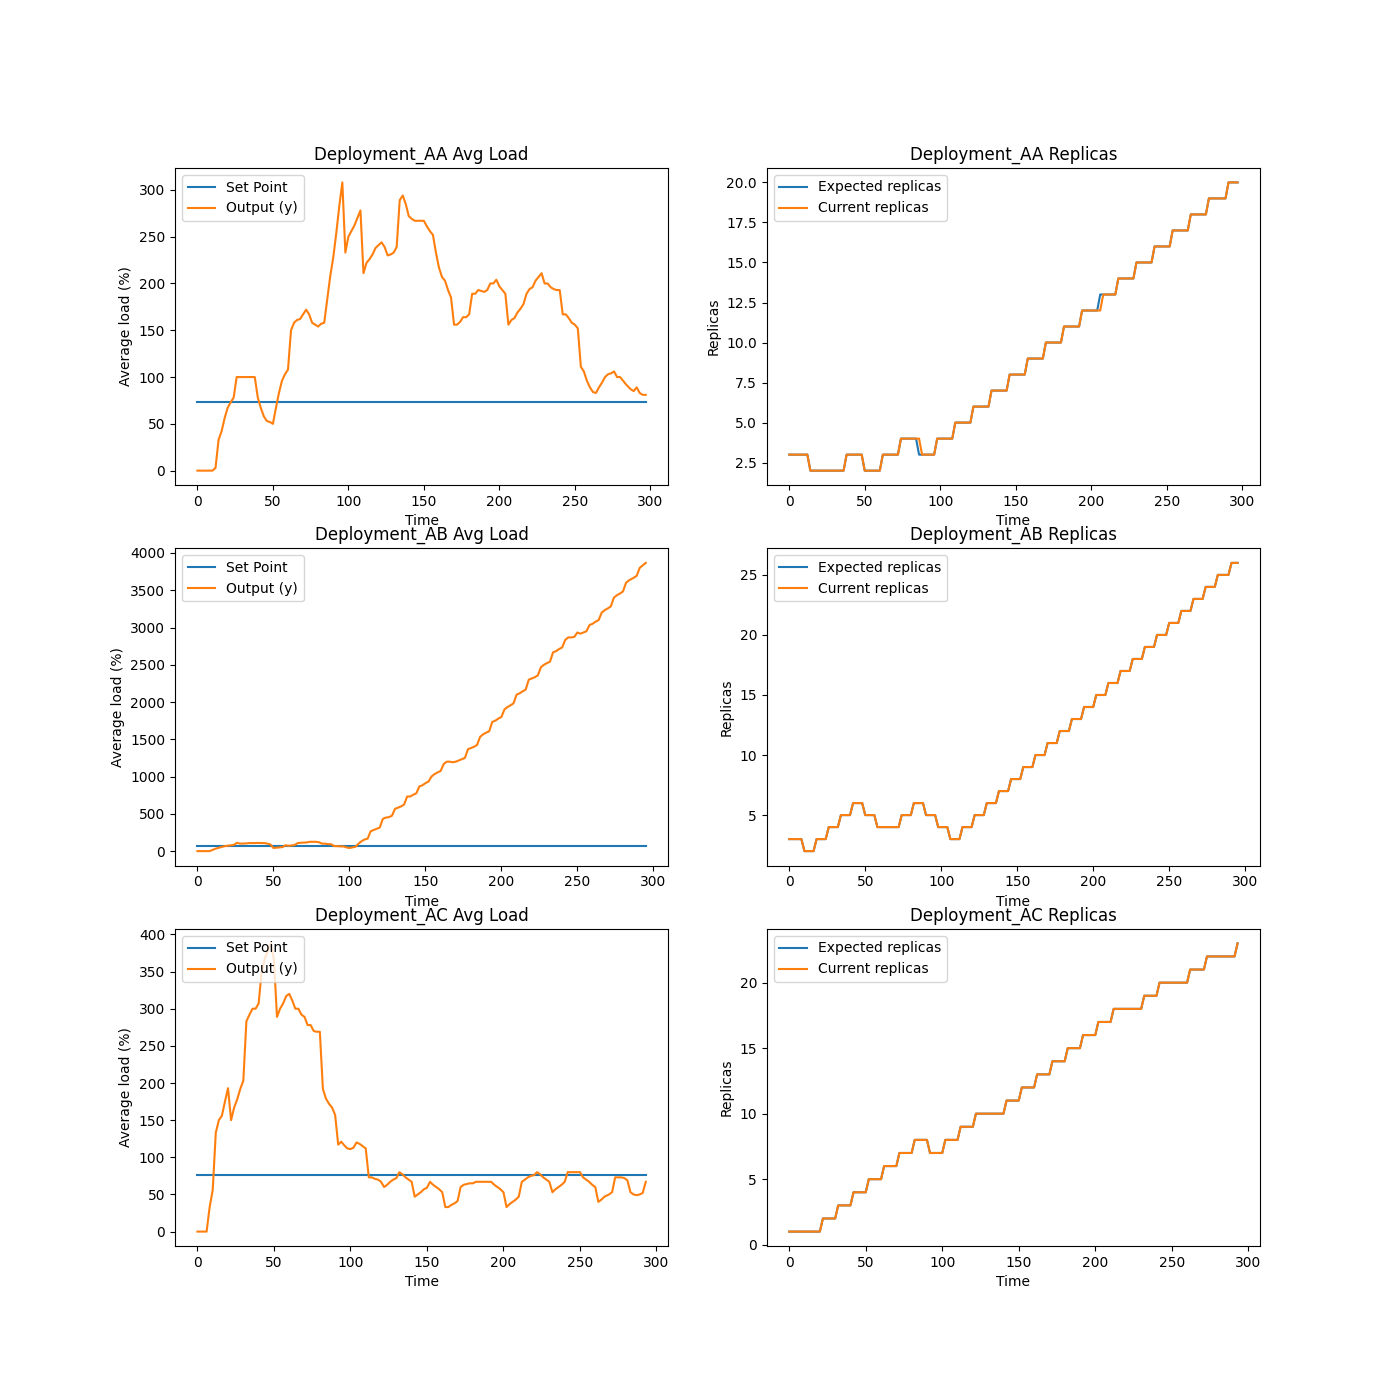 Deployment_AA Avg Load
Set Point
Output (y)
Average load (%)
300
250
200
150
100
50
0
0 50 100 150 200 250 300
Time
Deployment_AA Replicas
Expected replicas
Current replicas
Replicas
20.0
17.5
15.0
12.5
10.0
7.5
5.0
2.5
0 50 100 150 200 250 300
Time
Deployment_AB Avg Load
Set Point
Output (y)
Average load (%)
4000
3500
3000
2500
2000
1500
1000
500
0
0 50 100 150 200 250 300
Time
Deployment_AB Replicas
Expected replicas
Current replicas
Replicas
25
20
15
10
5
0 50 100 150 200 250 300
Time
Deployment_AC Avg Load
Set Point
Output (y)
Average load (%)
400
350
300
250
200
150
100
50
0
0 50 100 150 200 250 300
Time
Deployment_AC Replicas
Expected replicas
Current replicas
Replicas
20
15
10
5
0
0 50 100 150 200 250 300
Time